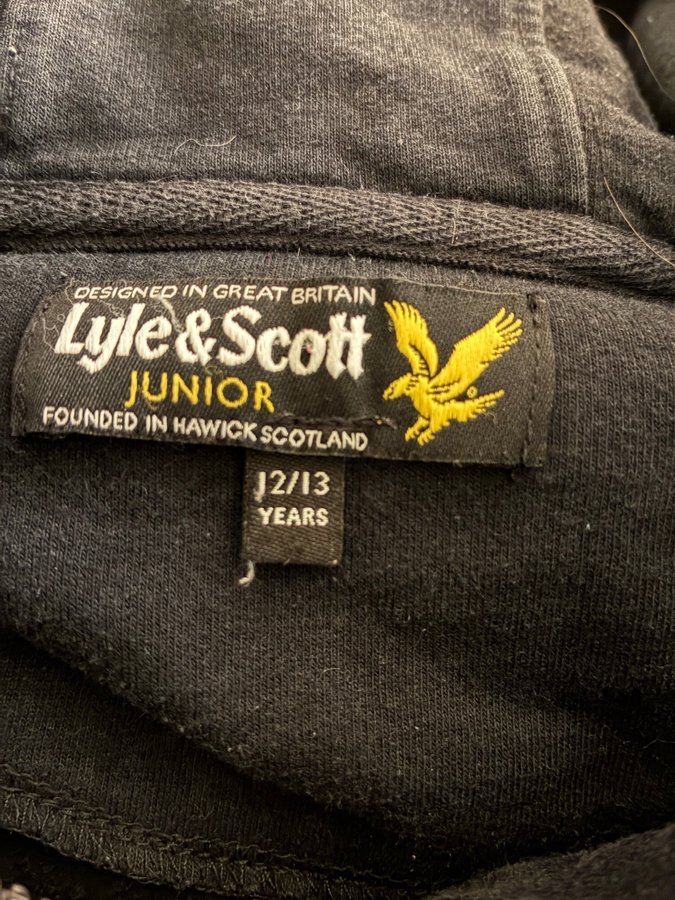 DESIGNED IN GREAT BRITAIN
Lyle&Scott
JUNIOR
FOUNDED IN HAWICK SCOTLAND
12/13
YEARS